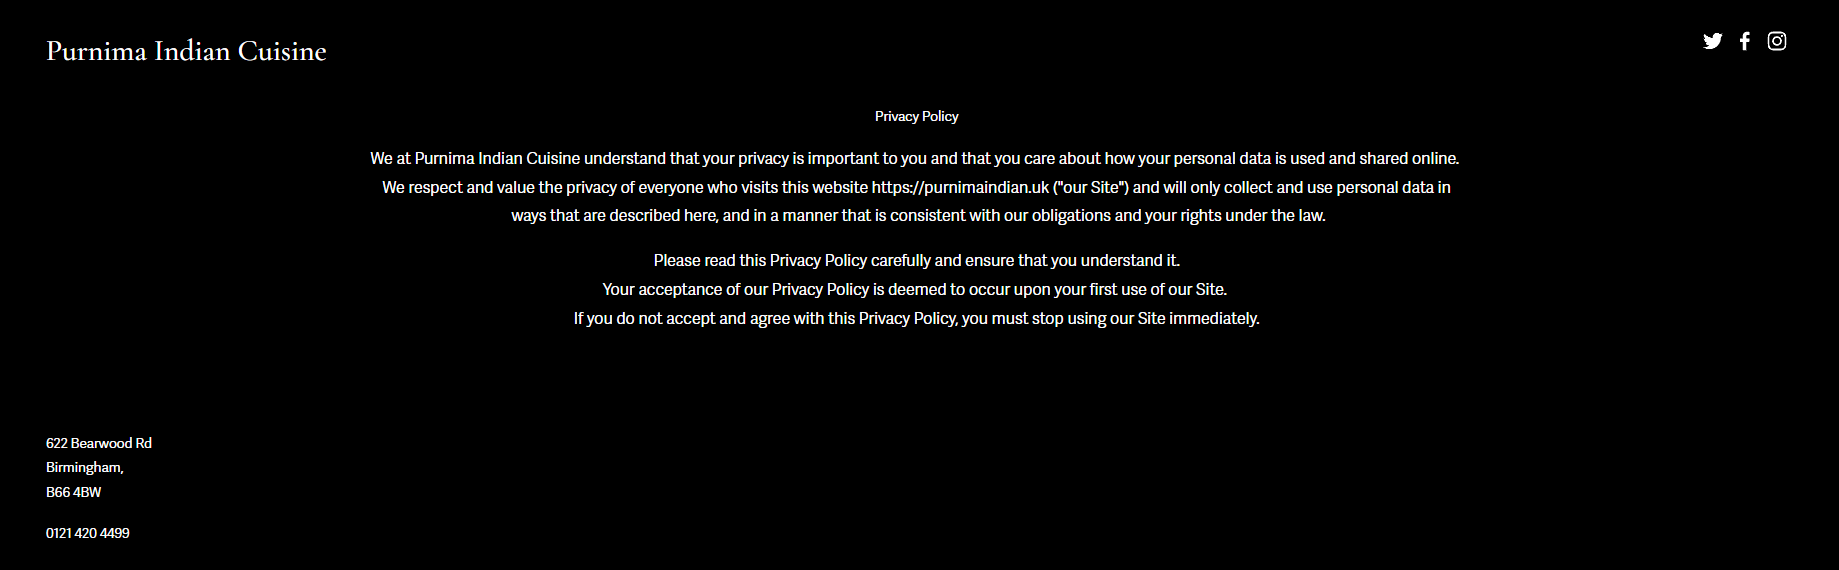 Purnima Indian Cuisine
Privacy Policy
We at Purnima Indian Cuisine understand that your privacy is important to you and that you care about how your personal data is used and shared online.
We respect and value the privacy of everyone who visits this website https://purnimaindian.uk ("our Site") and will only collect and use personal data in
ways that are described here, and in a manner that is consistent with our obligations and your rights under the law.
Please read this Privacy Policy carefully and ensure that you understand it.
Your acceptance of our Privacy Policy is deemed to occur upon your first use of our Site.
If you do not accept and agree with this Privacy Policy, you must stop using our Site immediately.
622 Bearwood Rd
Birmingham,
B66 4BW
0121 420 4499